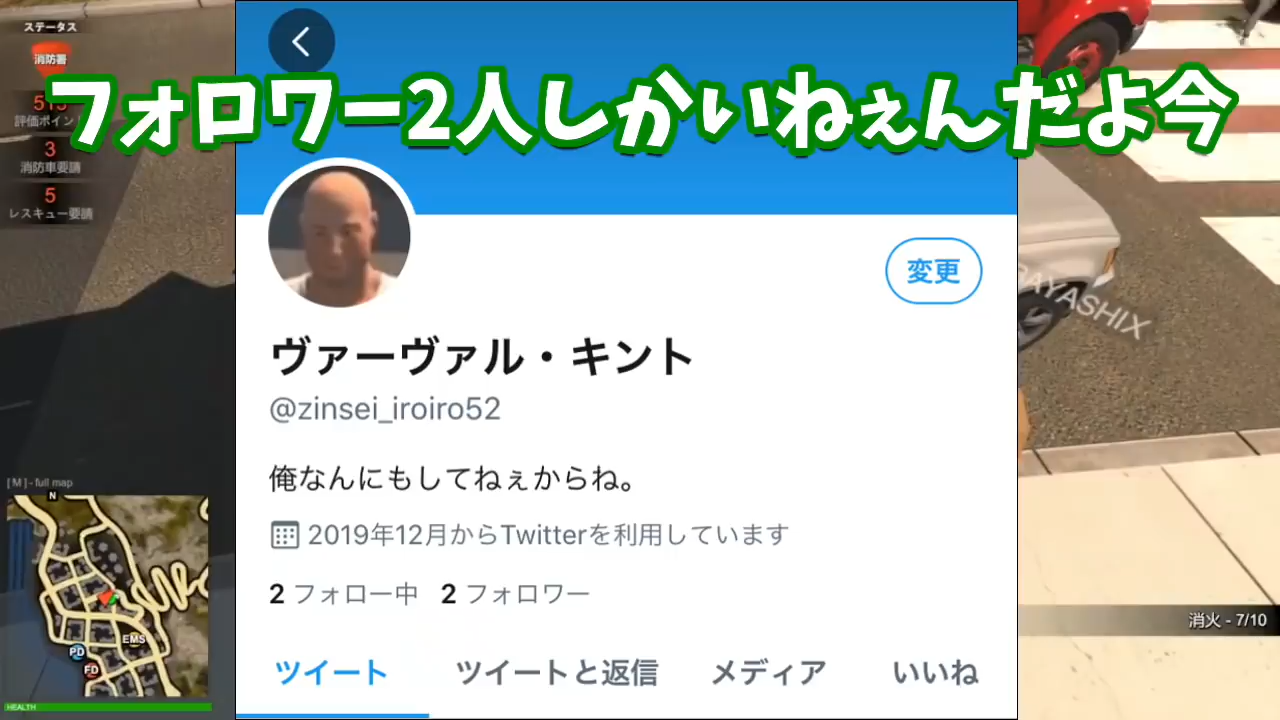 ステータス
消防署
フォロワー2人しかいねぇんだよ今
515
評価ポイント
3
消防車要請
5
レスキュー要請
変更
ヴァーヴァル・キント
@zinsei_iroiro52
俺なんにもしてねぇからね。
2019年12月からTwitterを利用しています
2 フォロー中 2 フォロワー
ツイート ツイートと返信 メディア いいね
[ M ] - full map
N
EMS
PD
FD
HEALTH
消火 - 7/10